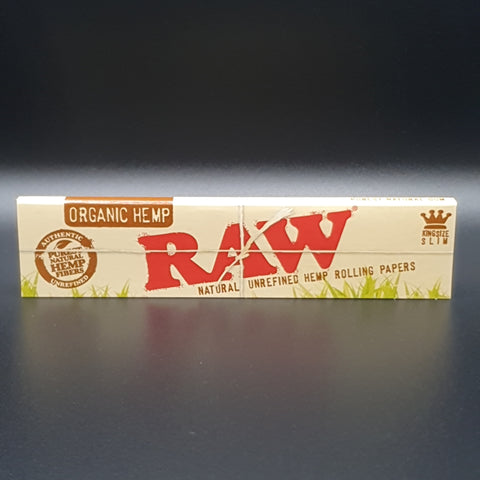 ORGANIC HEMP
AUTHENTIC
PUREST
NATURAL
HEMP
FIBERS
UNREFINED
RAW®
NATURAL UNREFINED HEMP ROLLING PAPERS
KINGSIZE
SLIM